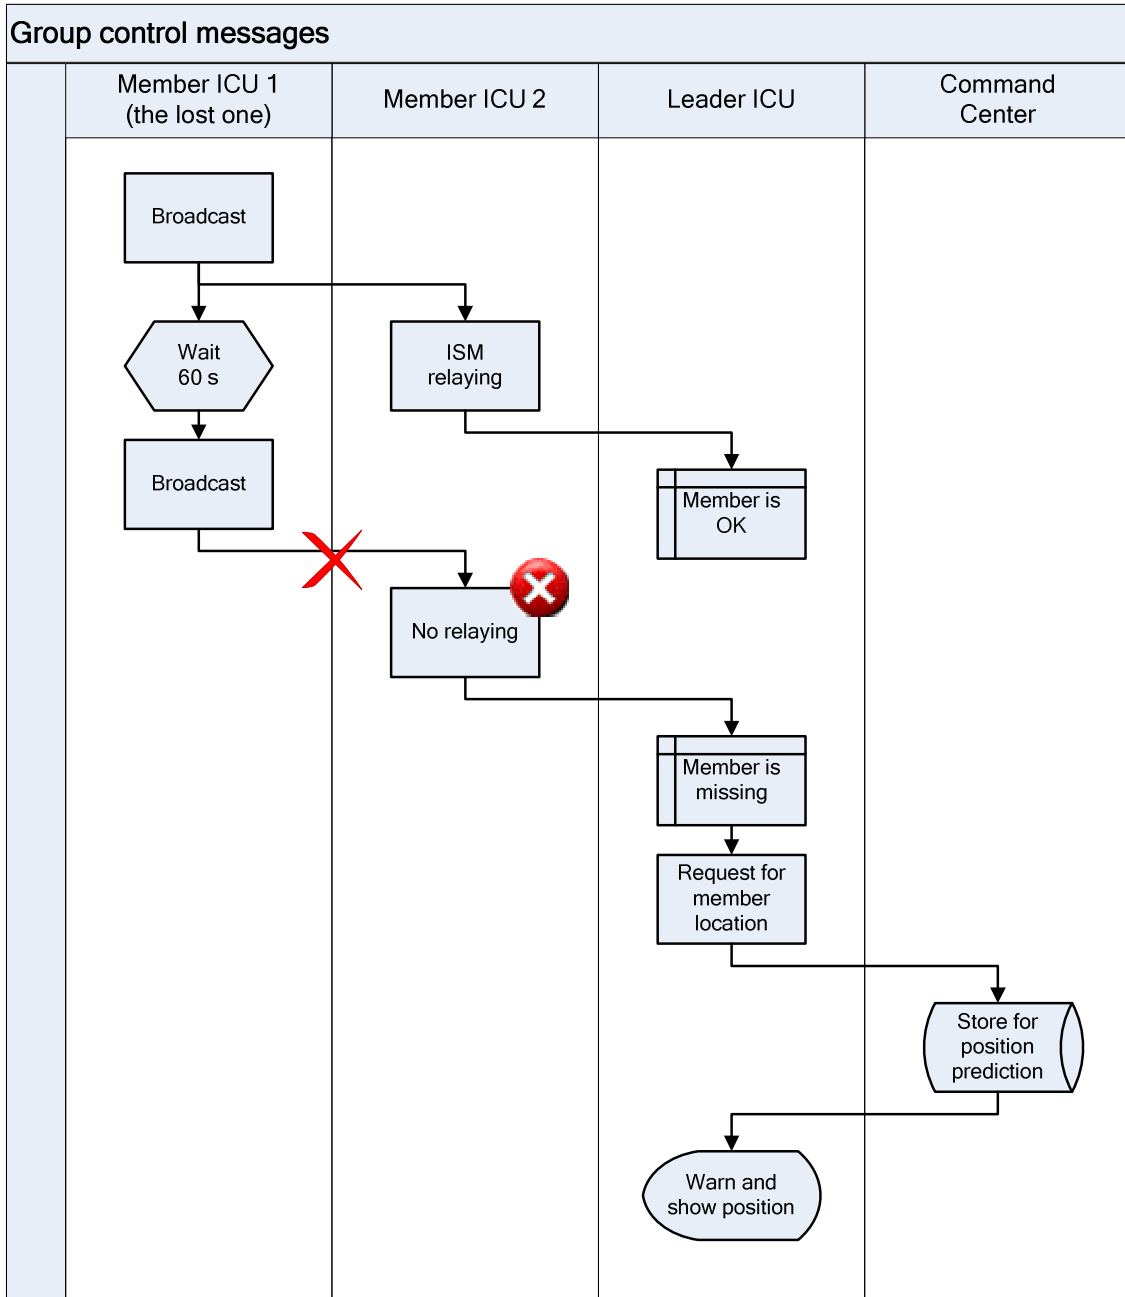 Group control messages
Member ICU 1
(the lost one)
Member ICU 2
Leader ICU
Command
Center
Broadcast
Wait
60 s
ISM
relaying
Broadcast
Member is
OK
No relaying
Member is
missing
Request for
member
location
Store for
position
prediction
Warn and
show position